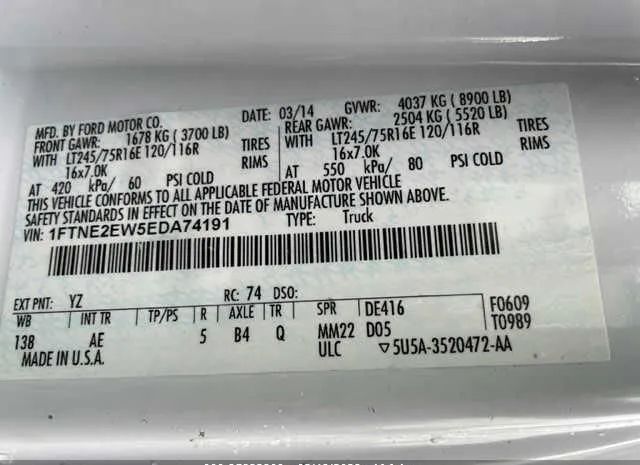 MFD. BY FORD MOTOR CO. DATE: 03/14 GVWR: 4037 KG ( 8900 LB)
FRONT GAWR: 1678 KG ( 3700 LB) REAR GAWR: 2504 KG ( 5520 LB)
WITH LT245/75R16E 120/116R TIRES WITH LT245/75R16E 120/116R TIRES
16x7.0K RIMS 16x7.0K RIMS
AT 420 kPa/ 60 PSI COLD AT 550 kPa/ 80 PSI COLD
THIS VEHICLE CONFORMS TO ALL APPLICABLE FEDERAL MOTOR VEHICLE
SAFETY STANDARDS IN EFFECT ON THE DATE OF MANUFACTURE SHOWN ABOVE.
VIN: 1FTNE2EW5EDA74191 TYPE: Truck
EXT PNT: YZ RC: 74 DSO:
WB INT TR TP/PS R AXLE TR SPR DE416 F0609
138 AE 5 B4 Q MM22 D05 T0989
MADE IN U.S.A. ULC ▽5U5A-3520472-AA